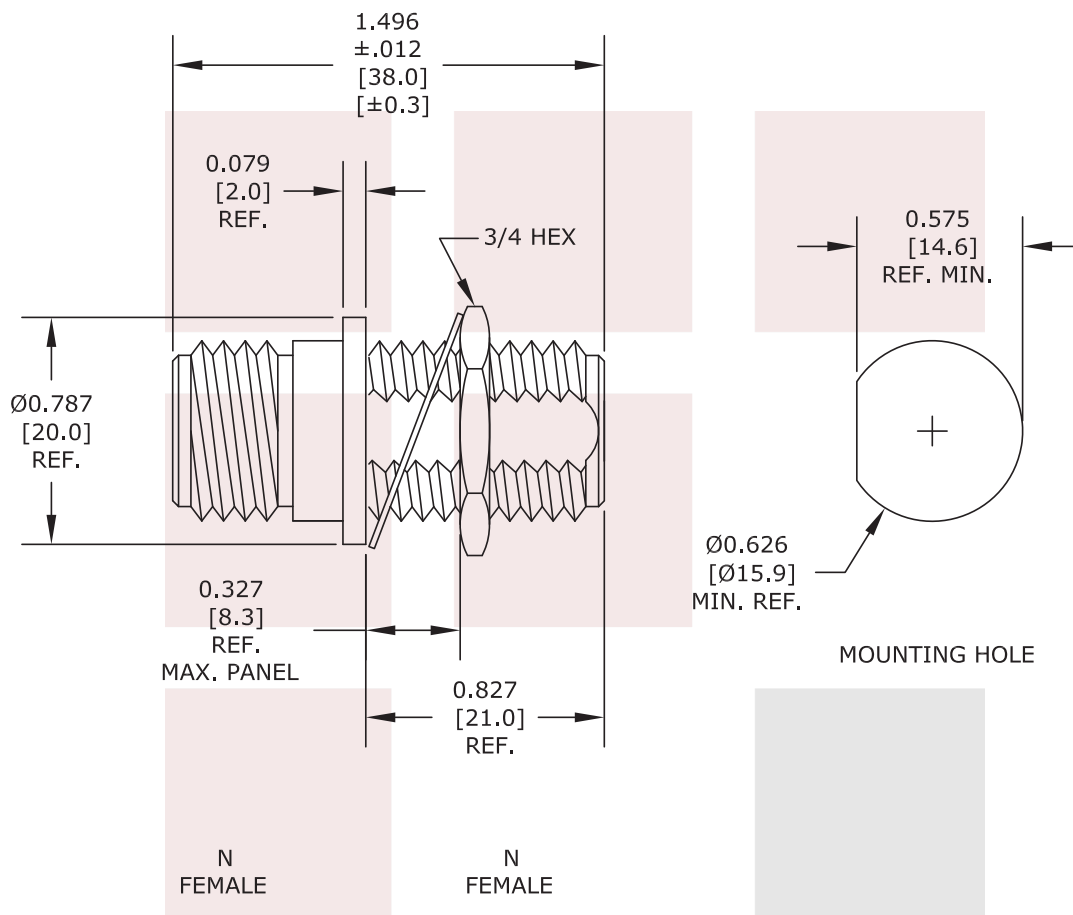 1.496
±.012
[38.0]
[±0.3]
0.079
[2.0]
REF.
3/4 HEX
0.575
[14.6]
REF. MIN.
Ø0.787
[20.0]
REF.
Ø0.626
[Ø15.9]
MIN. REF.
0.327
[8.3]
REF.
MAX. PANEL
MOUNTING HOLE
0.827
[21.0]
REF.
N
FEMALE
N
FEMALE